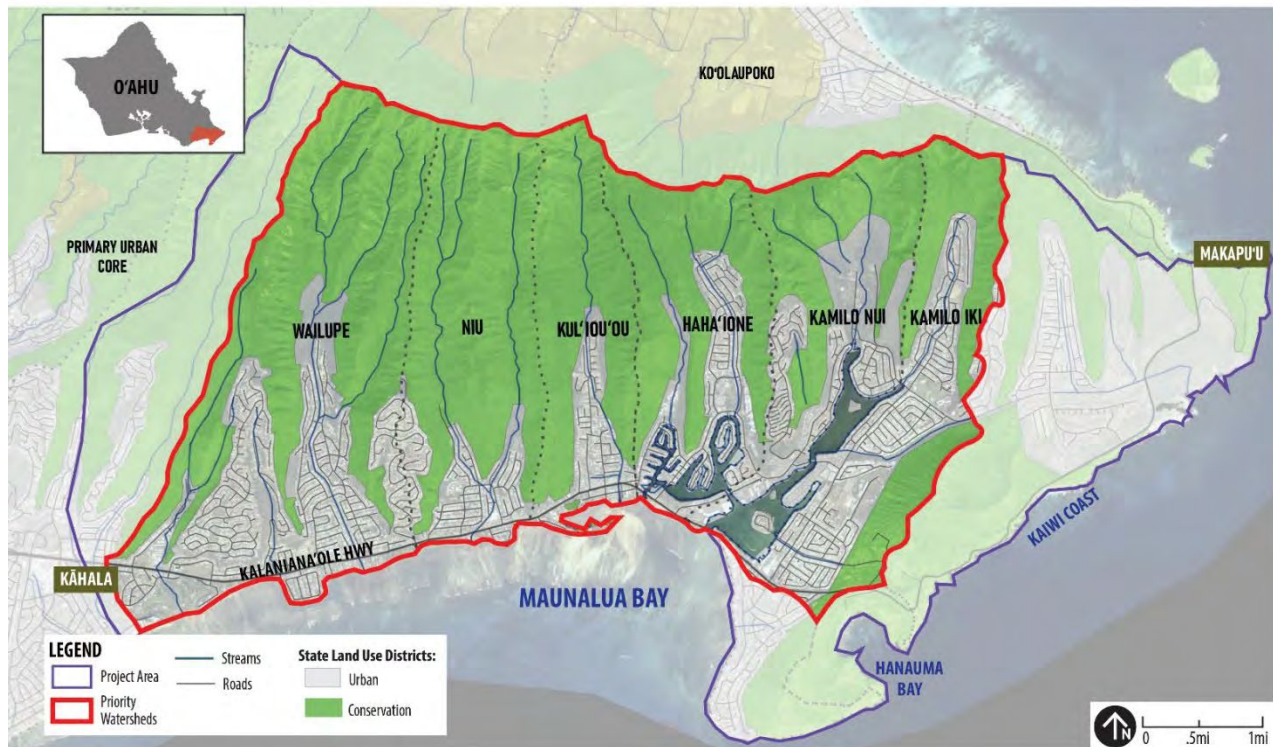 O'AHU
KO'OLAUPOKO
PRIMARY URBAN
CORE
MAKAPU'U
WAILUPE
NIU
KUL'IOU'OU
HAHA'IONE
KAMILO NUI
KAMILO IKI
KAIWI COAST
KALANIANA'OLE HWY
KĀHALA
MAUNALUA BAY
HANAUMA
BAY
LEGEND
Project Area
Priority
Watersheds
Streams
Roads
State Land Use Districts:
Urban
Conservation
N
0 .5mi 1mi